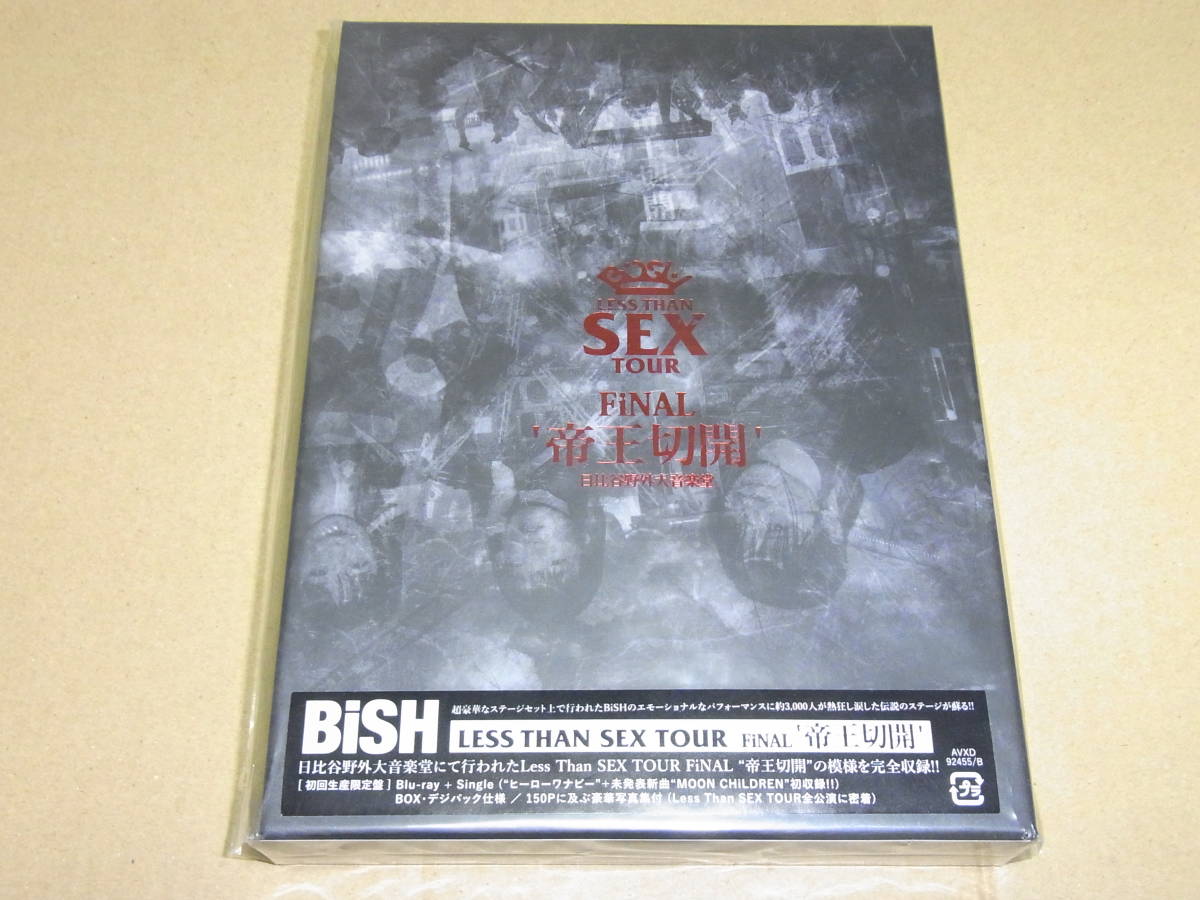 BiSH
LESS THAN
SEX
TOUR
FiNAL
'帝王切開'
日比谷野外大音楽堂
BiSH
超豪華なステージセット上で行われたBiSHのエモーショナルなパフォーマンスに約3,000人が熱狂し涙した伝説のステージが蘇る!!
LESS THAN SEX TOUR FiNAL '帝王切開'
日比谷野外大音楽堂にて行われたLess Than SEX TOUR FiNAL “帝王切開”の模様を完全収録!!
[ 初回生産限定盤 ] Blu-ray + Single (“ヒーローワナビー”+未発表新曲“MOON CHiLDREN”初収録!!)
BOX・デジパック仕様 / 150Pに及ぶ豪華写真集付 (Less Than SEX TOUR全公演に密着)
AVXD
92455/B
プラ